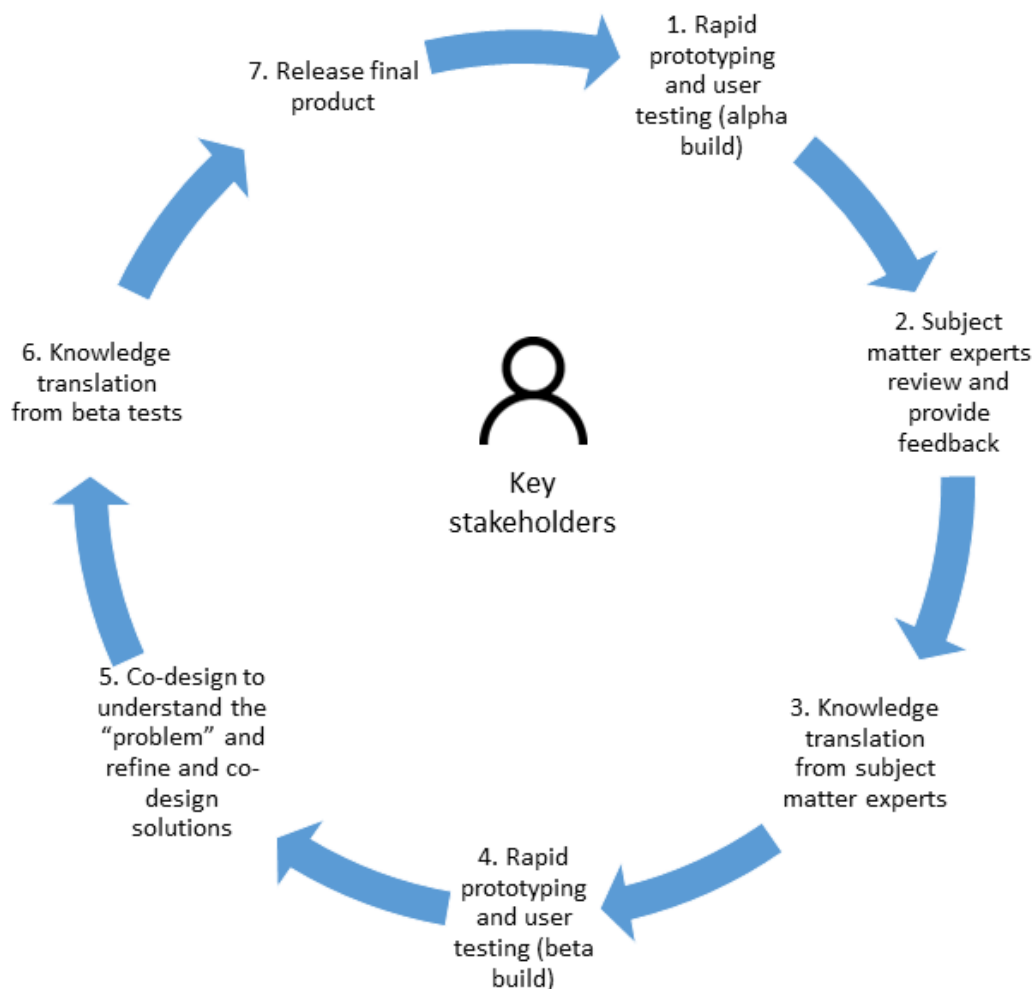 1. Rapid
prototyping
and user
testing (alpha
build)
2. Subject
matter experts
review and
provide
feedback
3. Knowledge
translation
from subject
matter experts
4. Rapid
prototyping
and user
testing (beta
build)
5. Co-design to
understand the
“problem” and
refine and co-
design
solutions
6. Knowledge
translation
from beta tests
7. Release final
product
Key
stakeholders